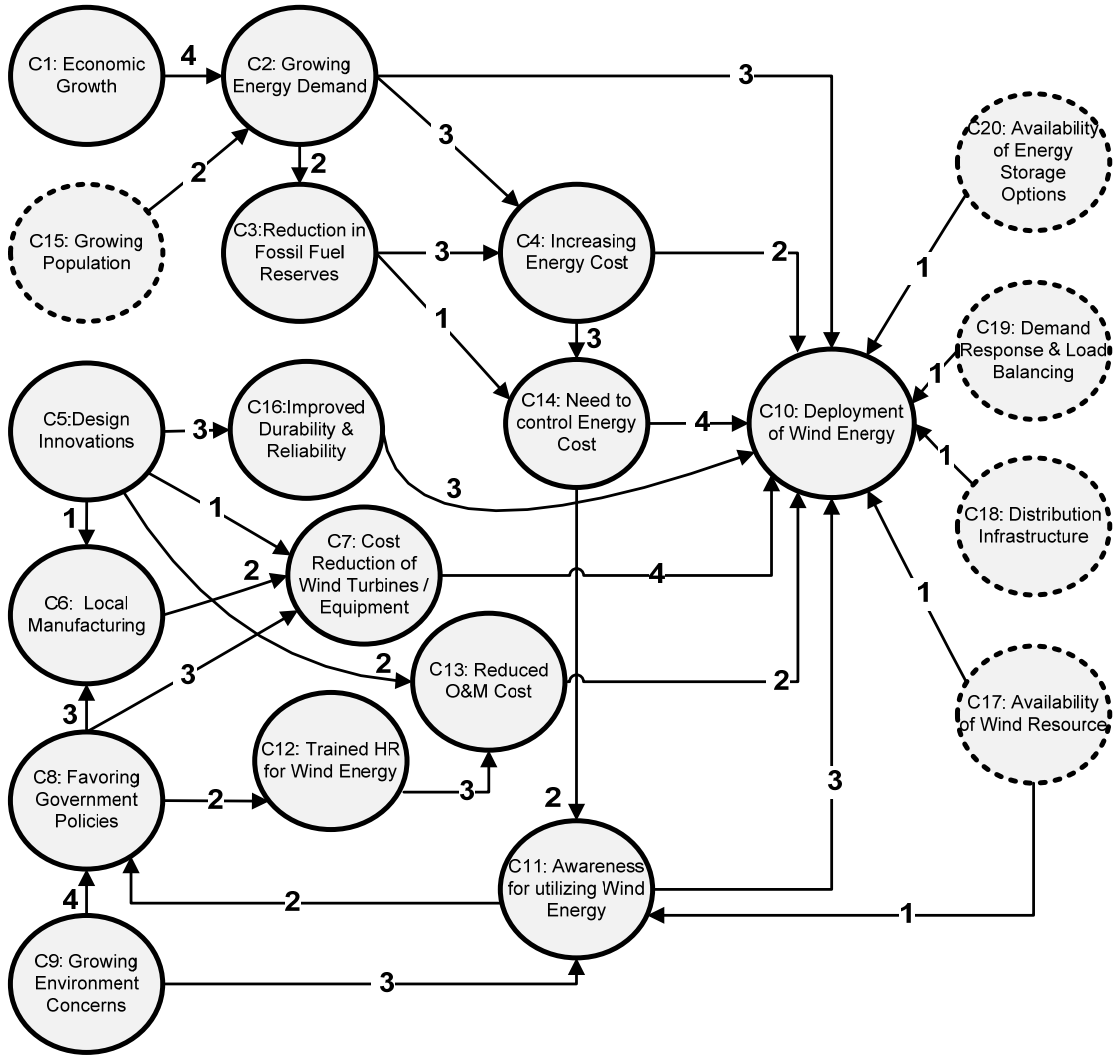 C1: Economic
Growth
4
C2: Growing
Energy Demand
3
C20: Availability
of Energy
Storage
Options
3
2
2
C15: Growing
Population
C3:Reduction in
Fossil Fuel
Reserves
3
C4: Increasing
Energy Cost
2
1
1
3
C19: Demand
Response & Load
Balancing
1
C5:Design
Innovations
3
C16:Improved
Durability &
Reliability
C14: Need to
control Energy
Cost
4
C10: Deployment
of Wind Energy
1
3
C18: Distribution
Infrastructure
1
1
C7: Cost
Reduction of
Wind Turbines /
Equipment
4
2
C6:  Local
Manufacturing
1
3
2
C13: Reduced
O&M Cost
2
C17: Availability
of Wind Resource
3
C12: Trained HR
for Wind Energy
3
C8: Favoring
Government
Policies
2
3
2
C11: Awareness
for utilizing Wind
Energy
4
2
1
C9: Growing
Environment
Concerns
3